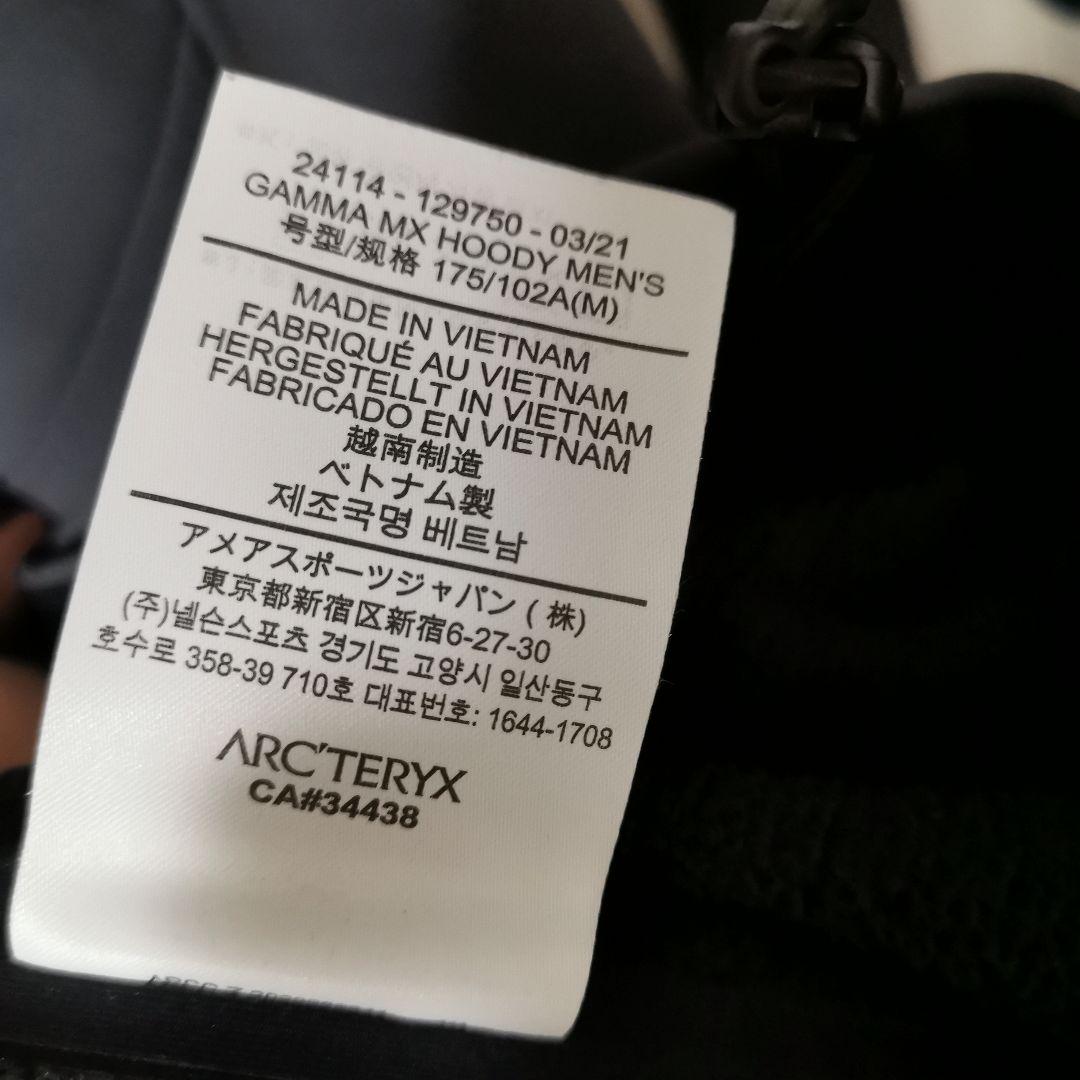 24114 - 129750 - 03/21
GAMMA MX HOODY MEN'S
号型/规格 175/102A(M)
MADE IN VIETNAM
FABRIQUÉ AU VIETNAM
HERGESTELLT IN VIETNAM
FABRICADO EN VIETNAM
越南制造
ベトナム製
제조국명 베트남
アメアスポーツジャパン ( 株)
東京都新宿区新宿6-27-30
(주)넬슨스포츠 경기도 고양시 일산동구
호수로 358-39 710호 대표번호: 1644-1708
ARC'TERYX
CA#34438